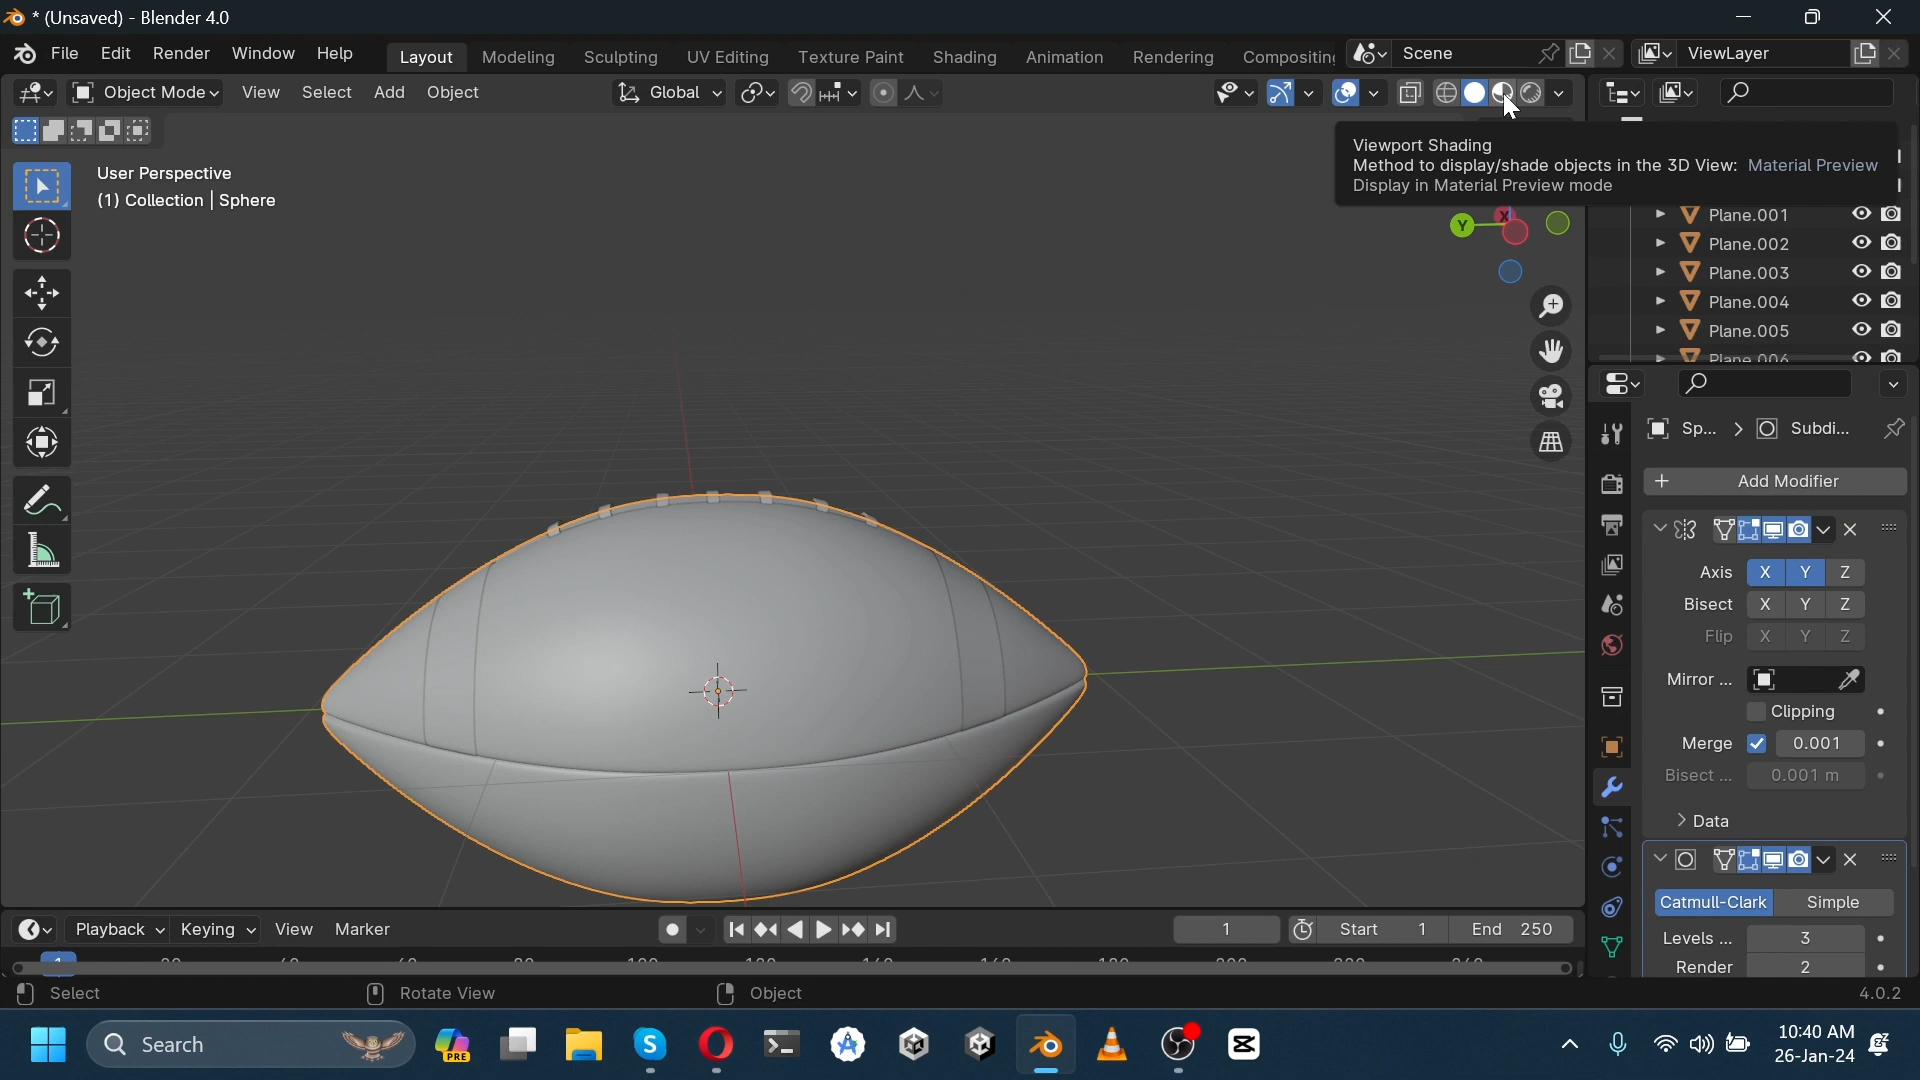 * (Unsaved) - Blender 4.0
File Edit Render Window Help Layout Modeling Sculpting UV Editing Texture Paint Shading Animation Rendering Compositing Scene ViewLayer
Object Mode View Select Add Object Global
User Perspective
(1) Collection | Sphere
Viewport Shading
Method to display/shade objects in the 3D View: Material Preview
Display in Material Preview mode
X
Y
Plane.001
Plane.002
Plane.003
Plane.004
Plane.005
Plane.006
Sp... > Subdi...
+ Add Modifier
Axis X Y Z
Bisect X Y Z
Flip X Y Z
Mirror ...
Clipping
Merge 0.001
Bisect ... 0.001 m
> Data
Catmull-Clark Simple
Levels ... 3
Render 2
Playback Keying View Marker 1 Start 1 End 250
1
Select Rotate View Object 4.0.2
Search PRE 10:40 AM
26-Jan-24